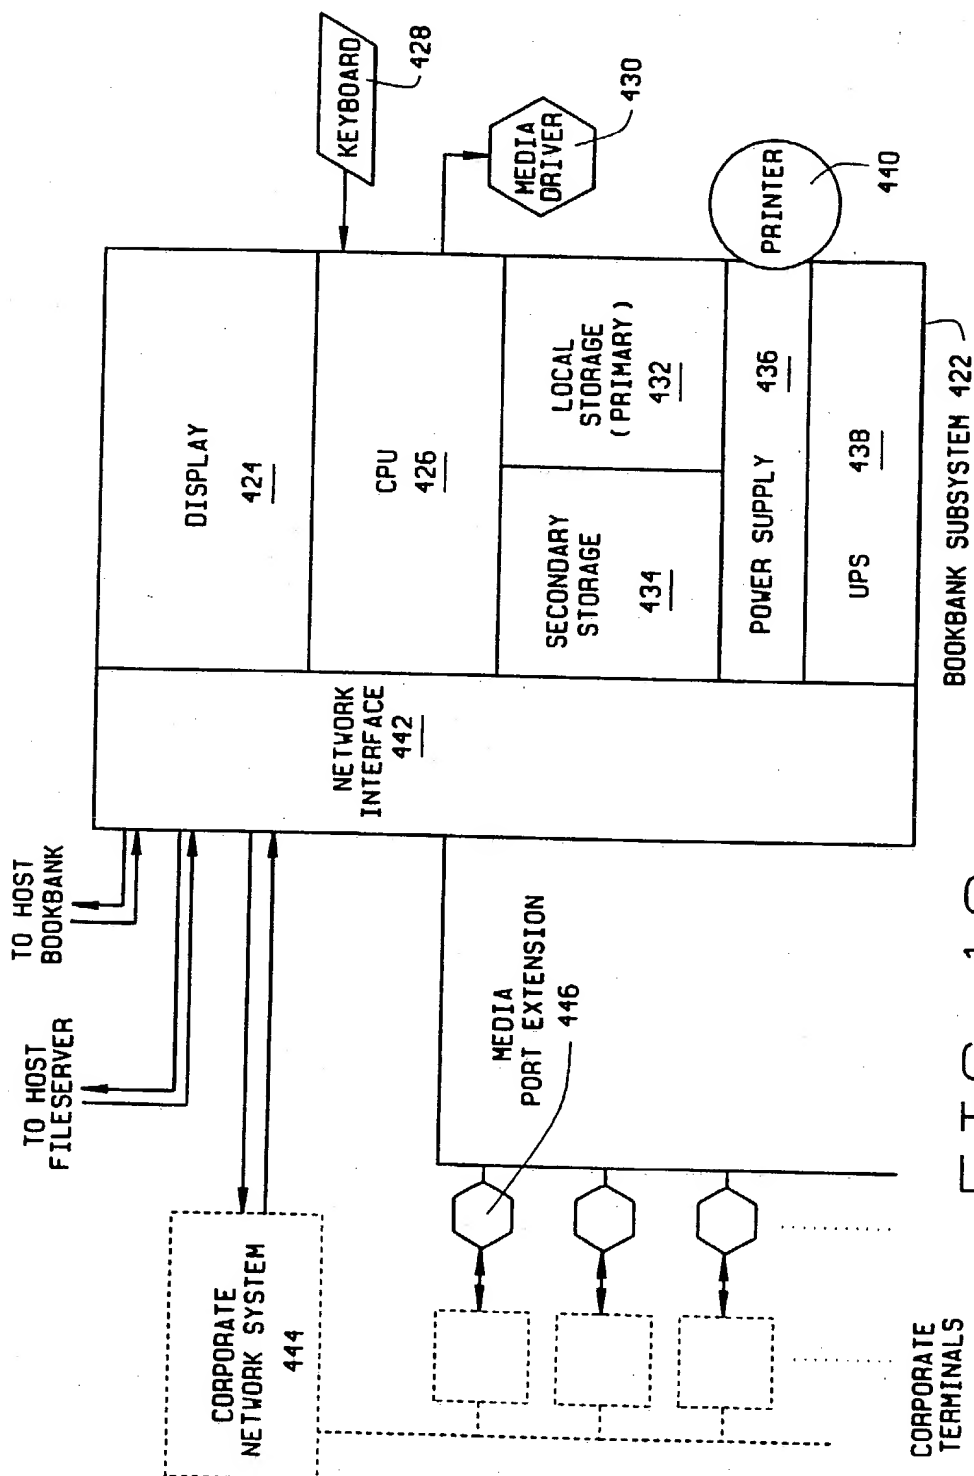 TO HOST
BOOKBANK
TO HOST
FILESERVER
CORPORATE
NETWORK SYSTEM
444
KEYBOARD
428
MEDIA
DRIVER
430
DISPLAY
424
CPU
426
NETWORK
INTERFACE
442
LOCAL
STORAGE
(PRIMARY)
432
SECONDARY
STORAGE
434
POWER SUPPLY 436
PRINTER
440
UPS 438
BOOKBANK SUBSYSTEM 422
MEDIA
PORT EXTENSION
446
CORPORATE
TERMINALS